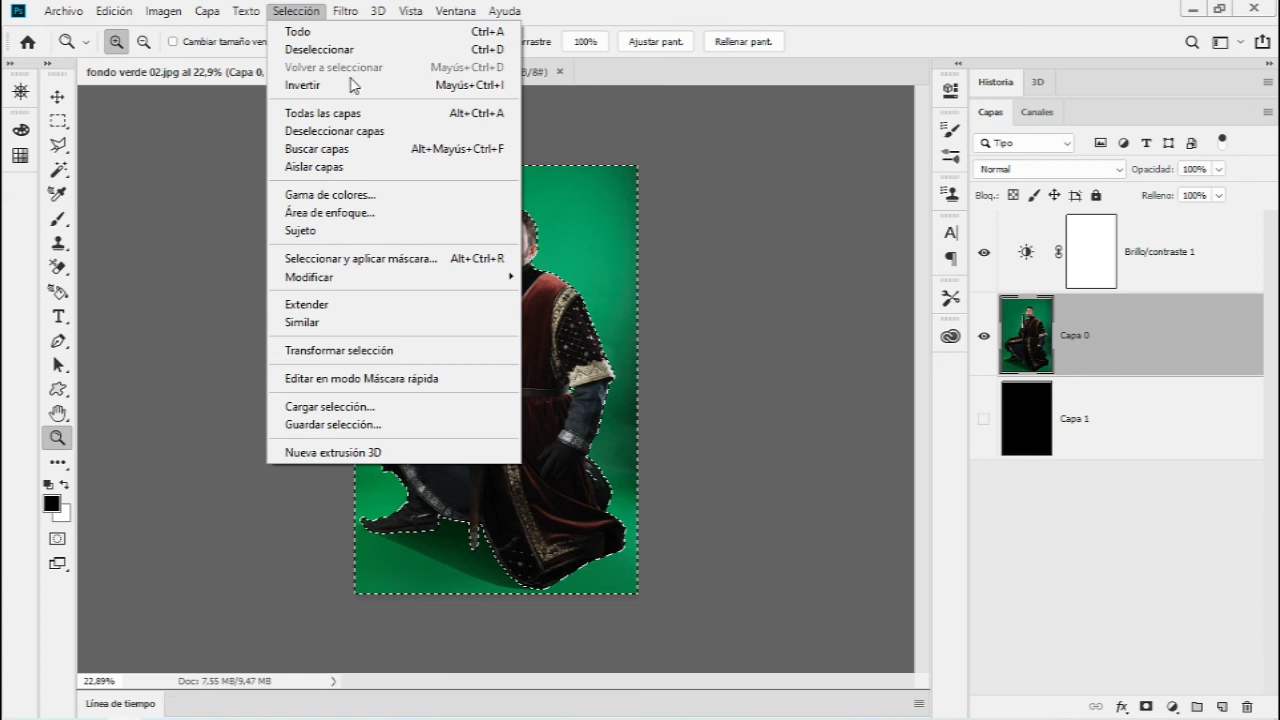 Ps Archivo Edición Imagen Capa Texto Selección Filtro 3D Vista Ventana Ayuda
Cambiar tamaño ven
arrastre 100% Ajustar pant. Rellenar pant.
fondo verde 02.jpg al 22,9% (Capa 0,
B/8#) ×
Todo Ctrl+A
Deseleccionar Ctrl+D
Volver a seleccionar Mayús+Ctrl+D
Invertir Mayús+Ctrl+I
Todas las capas Alt+Ctrl+A
Deseleccionar capas
Buscar capas Alt+Mayús+Ctrl+F
Aislar capas
Gama de colores...
Área de enfoque...
Sujeto
Seleccionar y aplicar máscara... Alt+Ctrl+R
Modificar
Extender
Similar
Transformar selección
Editar en modo Máscara rápida
Cargar selección...
Guardar selección...
Nueva extrusión 3D
Historia 3D
Capas Canales
Tipo
Normal Opacidad: 100%
Bloq.: Relleno: 100%
Brillo/contraste 1
Capa 0
Capa 1
22,89% Doc: 7,55 MB/9,47 MB
Línea de tiempo